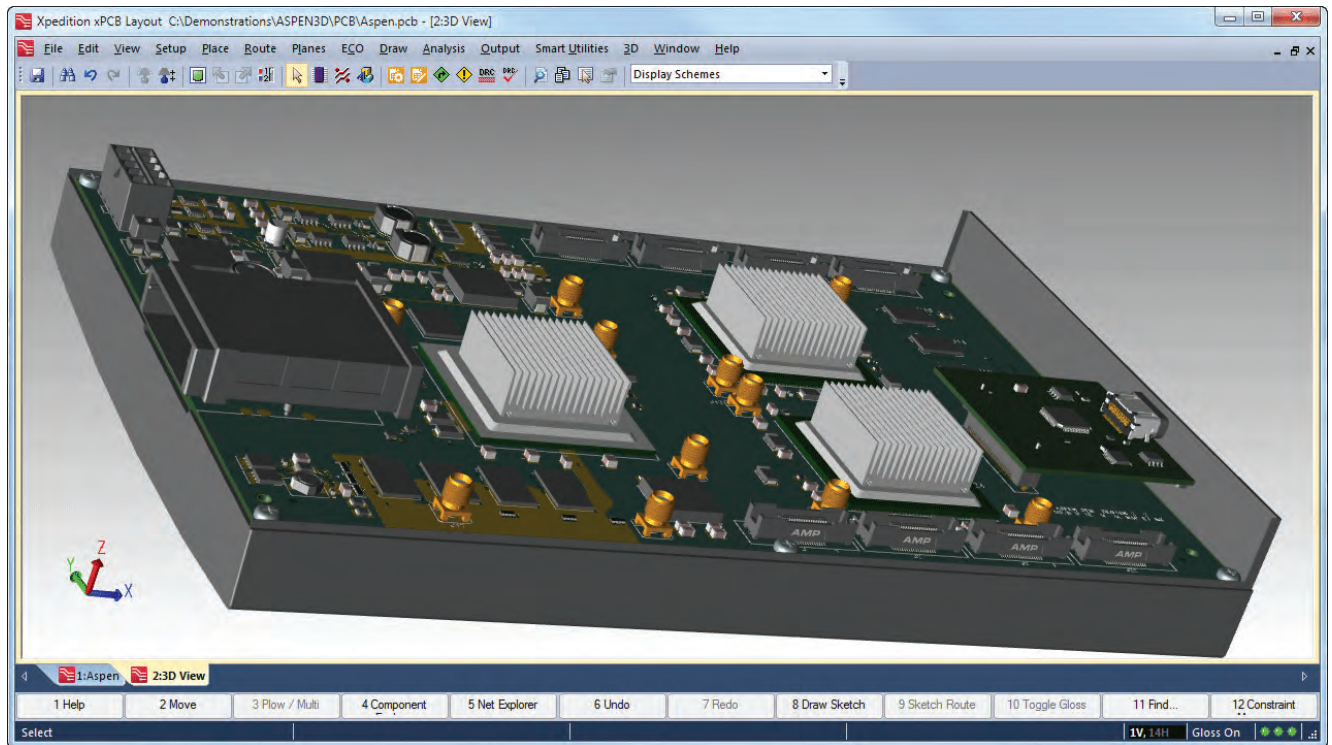 Xpedition xPCB Layout C:\Demonstrations\ASPEN3D\PCB\Aspen.pcb - [2:3D View]
File Edit View Setup Place Route Planes ECO Draw Analysis Output Smart Utilities 3D Window Help
DRC DRC Display Schemes
AMP AMP AMP AMP
Z
Y
X
1:Aspen 2:3D View
1 Help 2 Move 3 Plow / Multi 4 Component 5 Net Explorer 6 Undo 7 Redo 8 Draw Sketch 9 Sketch Route 10 Toggle Gloss 11 Find... 12 Constraint
Select 1V, 14H Gloss On